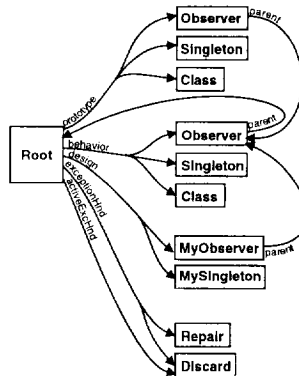 Observer
parent
Singleton
prototype
Class
parent
Observer
Root
behavior
design
exceptionHnd
activeExcHnd
Singleton
Class
MyObserver
parent
MySingleton
Repair
Discard